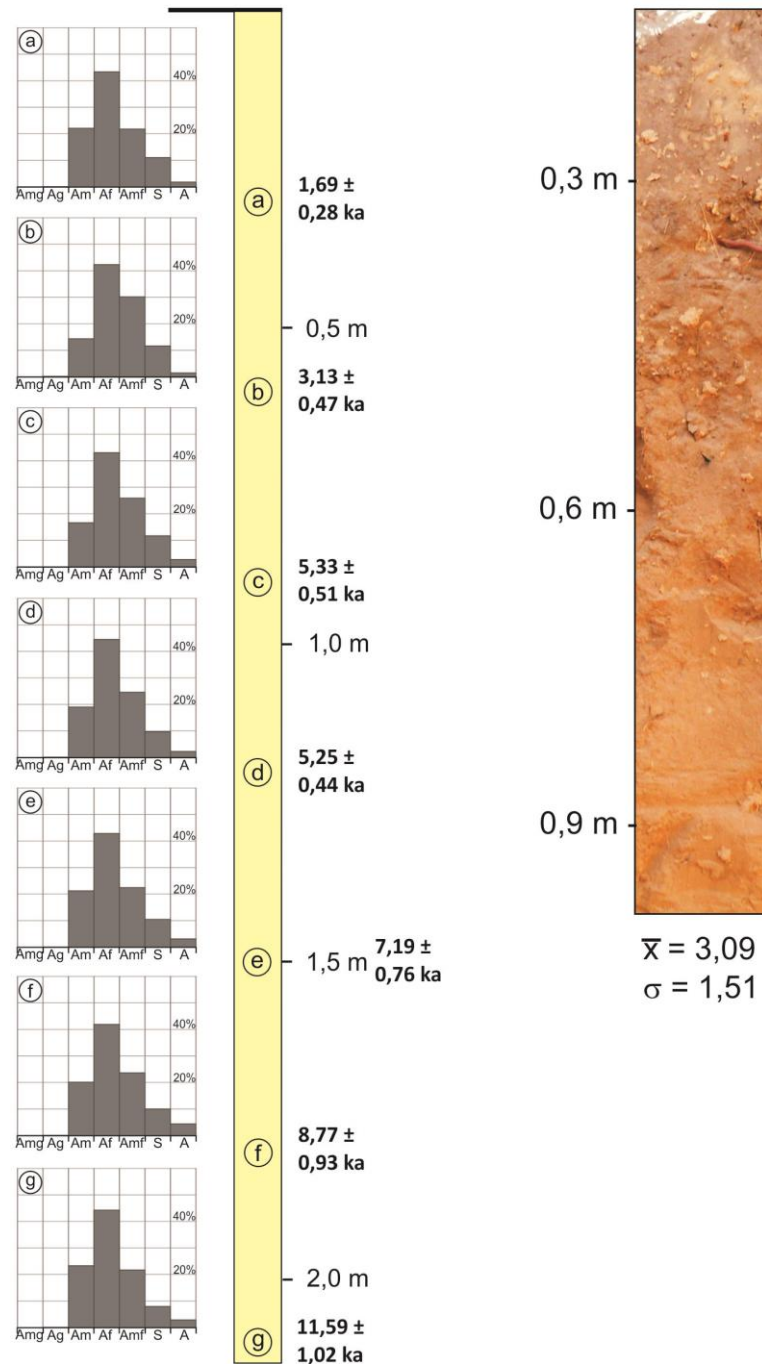 a
40%
20%
Amg Ag Am Af Amf S A
b
40%
20%
Amg Ag Am Af Amf S A
c
40%
20%
Amg Ag Am Af Amf S A
d
40%
20%
Amg Ag Am Af Amf S A
e
40%
20%
Amg Ag Am Af Amf S A
f
40%
20%
Amg Ag Am Af Amf S A
g
40%
20%
Amg Ag Am Af Amf S A
a
1,69 ±
0,28 ka
0,5 m
b
3,13 ±
0,47 ka
c
5,33 ±
0,51 ka
1,0 m
d
5,25 ±
0,44 ka
e
1,5 m
7,19 ±
0,76 ka
f
8,77 ±
0,93 ka
2,0 m
g
11,59 ±
1,02 ka
0,3 m
0,6 m
0,9 m
x̅ = 3,09
σ = 1,51